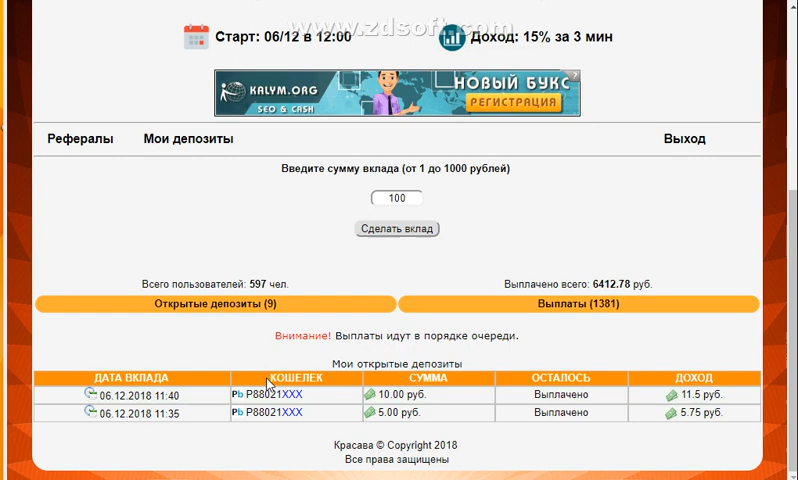 www.zdsoft.com
Старт: 06/12 в 12:00 Доход: 15% за 3 мин
KALYM.ORG НОВЫЙ БУКС ?
SEO & CASH РЕГИСТРАЦИЯ
Рефералы Мои депозиты Выход
Введите сумму вклада (от 1 до 1000 рублей)
100
Сделать вклад
Всего пользователей: 597 чел. Выплачено всего: 6412.78 руб.
Открытые депозиты (9) Выплаты (1381)
Внимание! Выплаты идут в порядке очереди.
Мои открытые депозиты
ДАТА ВКЛАДА КОШЕЛЕК СУММА ОСТАЛОСЬ ДОХОД
06.12.2018 11:40 Pb P88021XXX 10.00 руб. Выплачено 11.5 руб.
06.12.2018 11:35 Pb P88021XXX 5.00 руб. Выплачено 5.75 руб.
Красава © Copyright 2018
Все права защищены